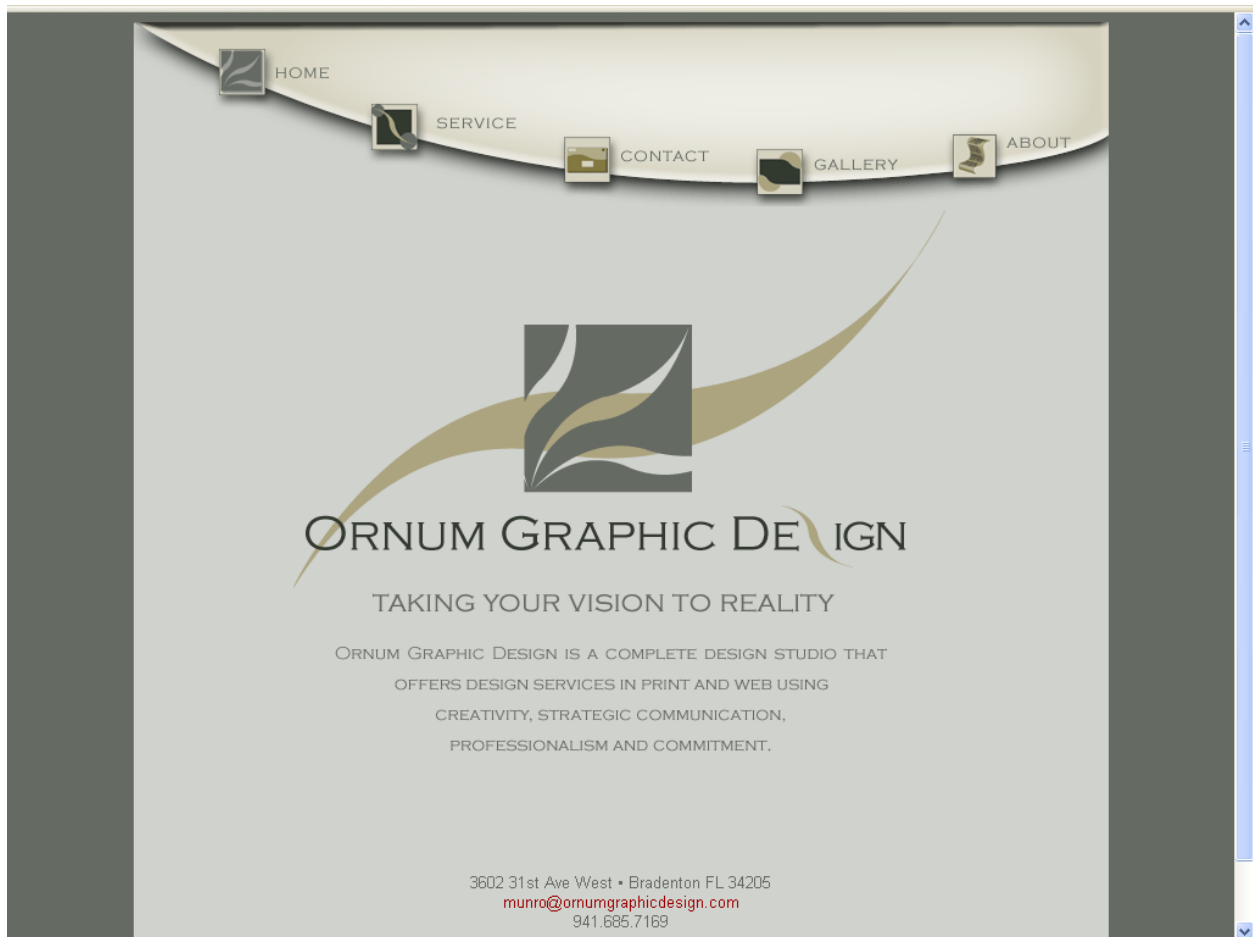 HOME
SERVICE
CONTACT
GALLERY
ABOUT
ORNUM GRAPHIC DESIGN
TAKING YOUR VISION TO REALITY
ORNUM GRAPHIC DESIGN IS A COMPLETE DESIGN STUDIO THAT
OFFERS DESIGN SERVICES IN PRINT AND WEB USING
CREATIVITY, STRATEGIC COMMUNICATION,
PROFESSIONALISM AND COMMITMENT.
3602 31st Ave West • Bradenton FL 34205
munro@ornumgraphicdesign.com
941.685.7169